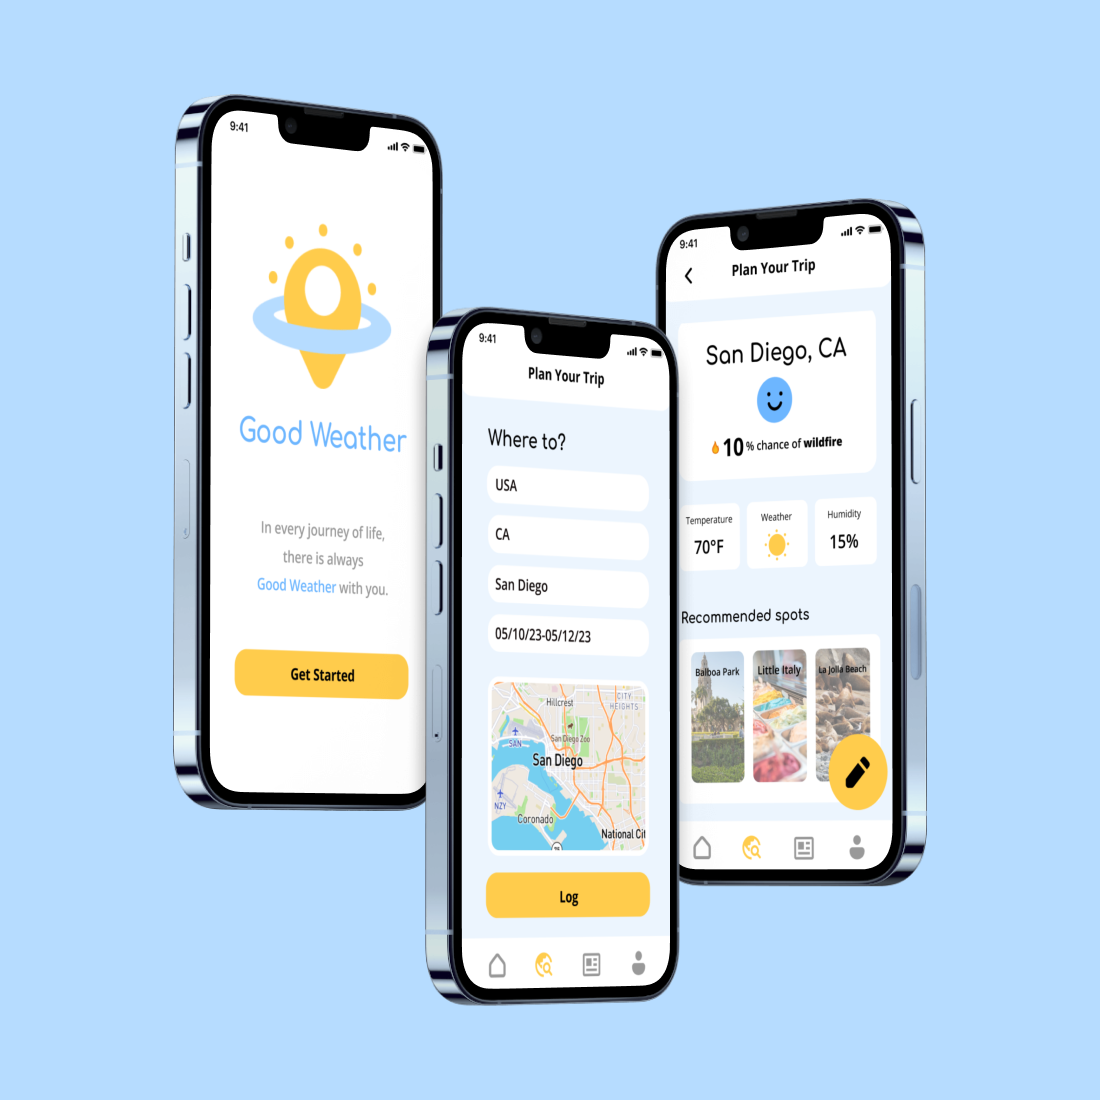 9:41
Good Weather
In every journey of life,
there is always
Good Weather with you.
Get Started
9:41
Plan Your Trip
Where to?
USA
CA
San Diego
05/10/23-05/12/23
Hillcrest
CITY
HEIGHTS
San Diego Zoo
SAN
San Diego
NZY
Coronado
National Cit
Log
9:41
Plan Your Trip
San Diego, CA
10 % chance of wildfire
Temperature
70°F
Weather
Humidity
15%
Recommended spots
Balboa Park
Little Italy
La Jolla Beach